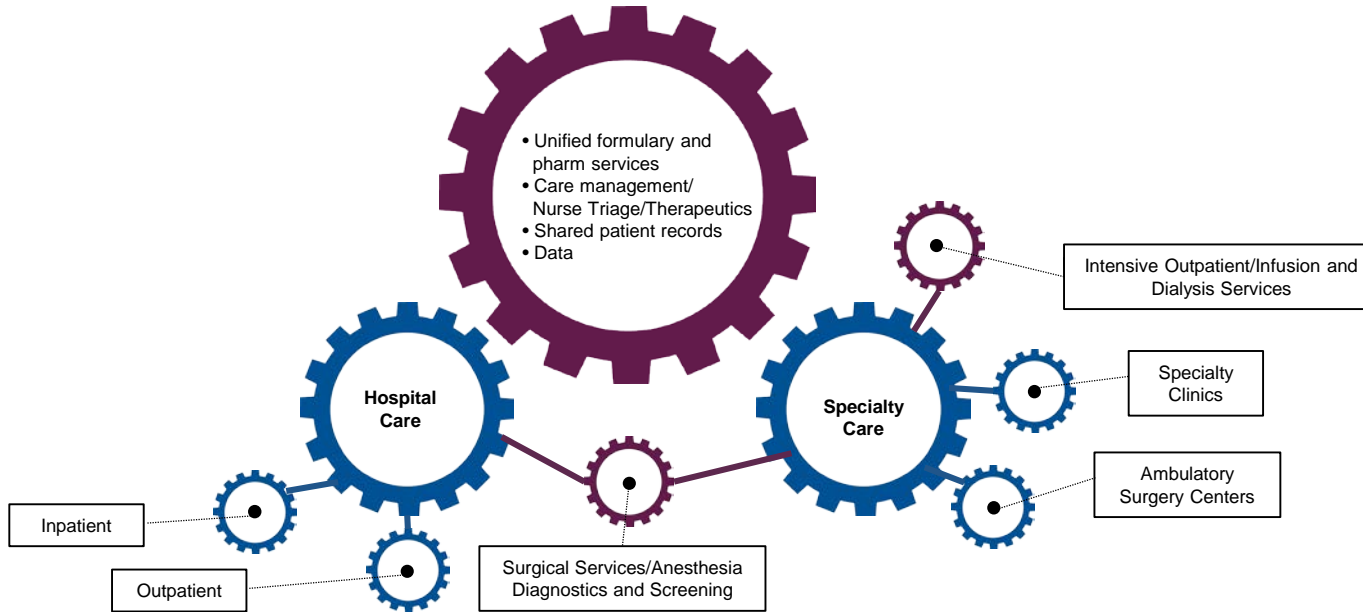 • Unified formulary and
pharm services
• Care management/
Nurse Triage/Therapeutics
• Shared patient records
• Data
Intensive Outpatient/Infusion and
Dialysis Services
Hospital
Care
Specialty
Care
Specialty
Clinics
Ambulatory
Surgery Centers
Inpatient
Outpatient
Surgical Services/Anesthesia
Diagnostics and Screening